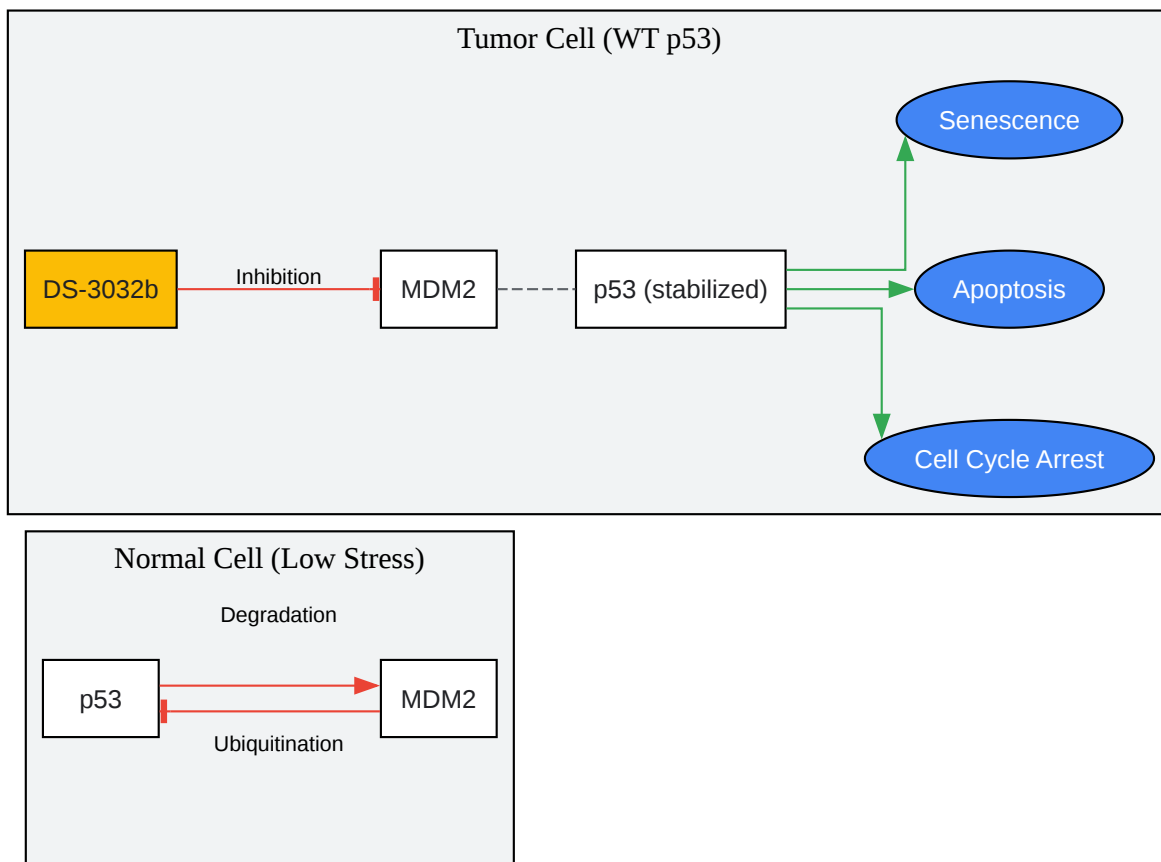 Tumor Cell (WT p53)
Senescence
DS-3032b
Inhibition
MDM2
p53 (stabilized)
Apoptosis
Cell Cycle Arrest
Normal Cell (Low Stress)
Degradation
p53
MDM2
Ubiquitination